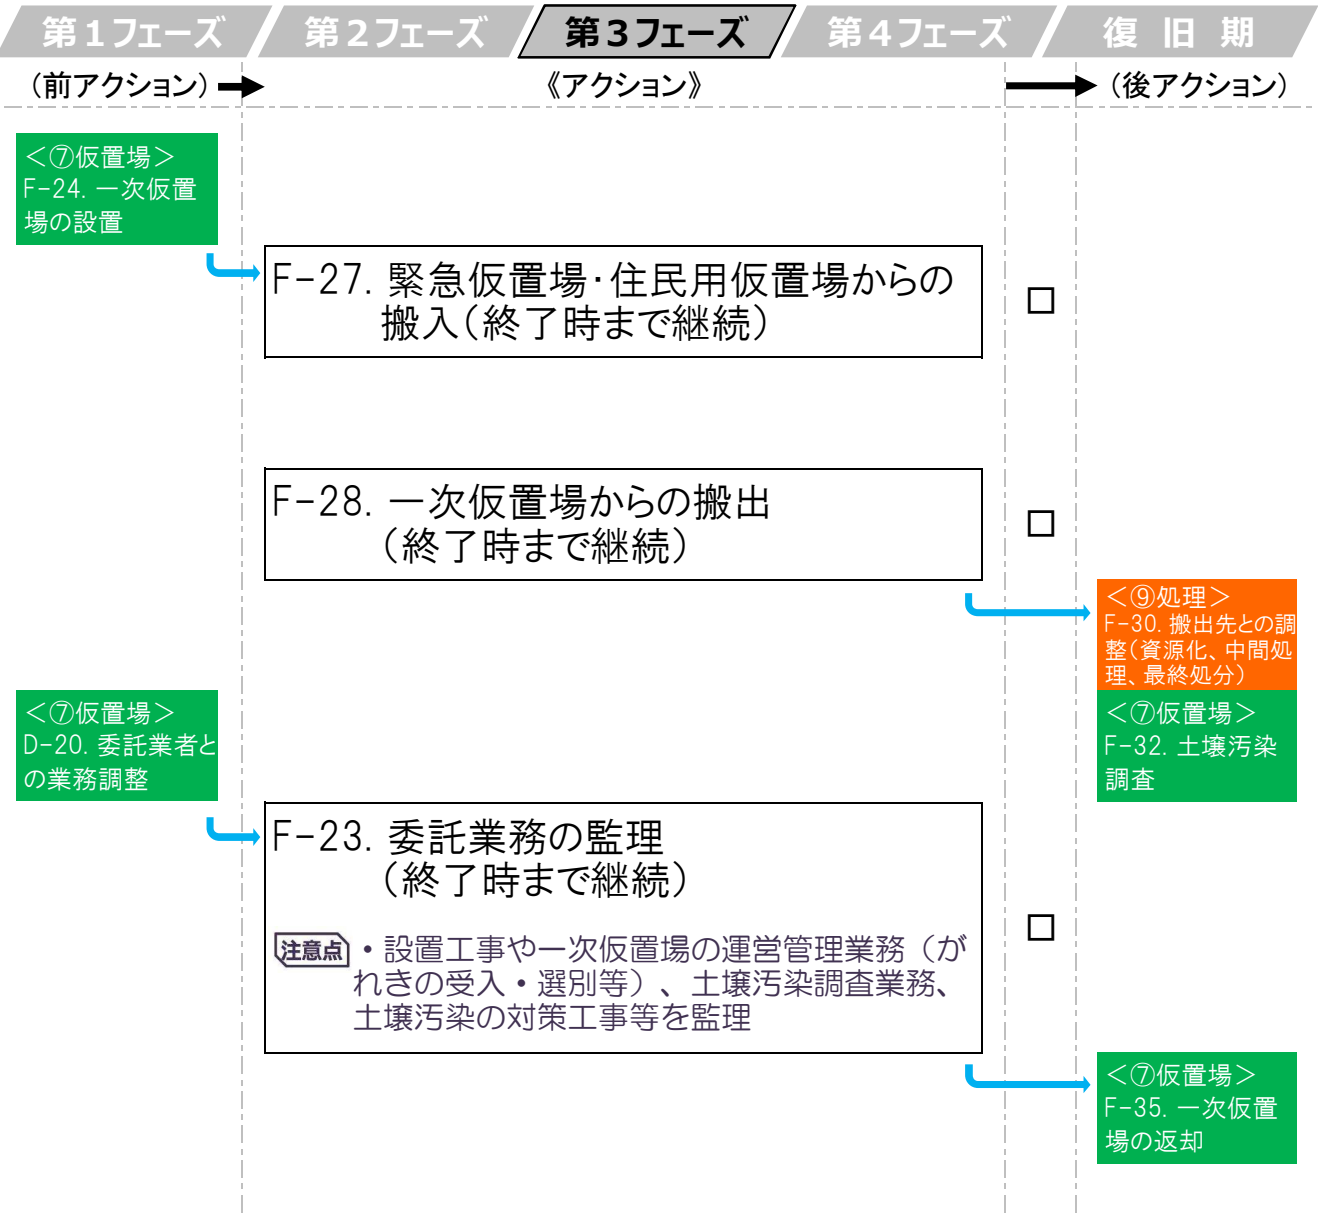 第１フェーズ
第２フェーズ
第３フェーズ
第４フェーズ
復 旧 期
（前アクション）
《アクション》
（後アクション）
＜⑦仮置場＞
F-24. 一次仮置
場の設置
F-27. 緊急仮置場・住民用仮置場からの
搬入（終了時まで継続）
□
F-28. 一次仮置場からの搬出
（終了時まで継続）
□
＜⑨処理＞
F-30. 搬出先との調
整（資源化、中間処
理、最終処分）
＜⑦仮置場＞
F-32. 土壌汚染
調査
＜⑦仮置場＞
D-20. 委託業者と
の業務調整
F-23. 委託業務の監理
（終了時まで継続）
注意点 ・設置工事や一次仮置場の運営管理業務（が
れきの受入・選別等）、土壌汚染調査業務、
土壌汚染の対策工事等を監理
□
＜⑦仮置場＞
F-35. 一次仮置
場の返却